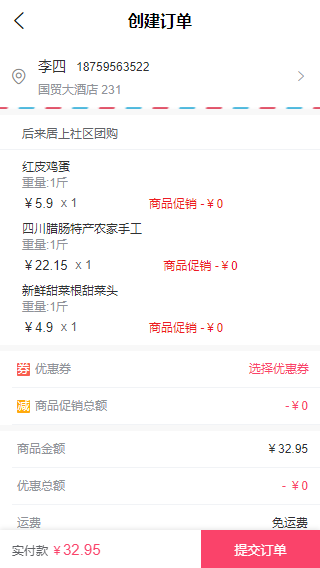 创建订单
李四 18759563522
国贸大酒店 231
后来居上社区团购
红皮鸡蛋
重量:1斤
￥5.9 x 1 商品促销 -￥0
四川腊肠特产农家手工
￥22.15 x 1 商品促销 -￥0
新鲜甜菜根甜菜头
重量:1斤
￥4.9 x 1 商品促销 -￥0
券 优惠券 选择优惠券
减 商品促销总额 -￥0
商品金额 ￥32.95
优惠总额 - ￥0
运费 免运费
实付款 ￥32.95 提交订单